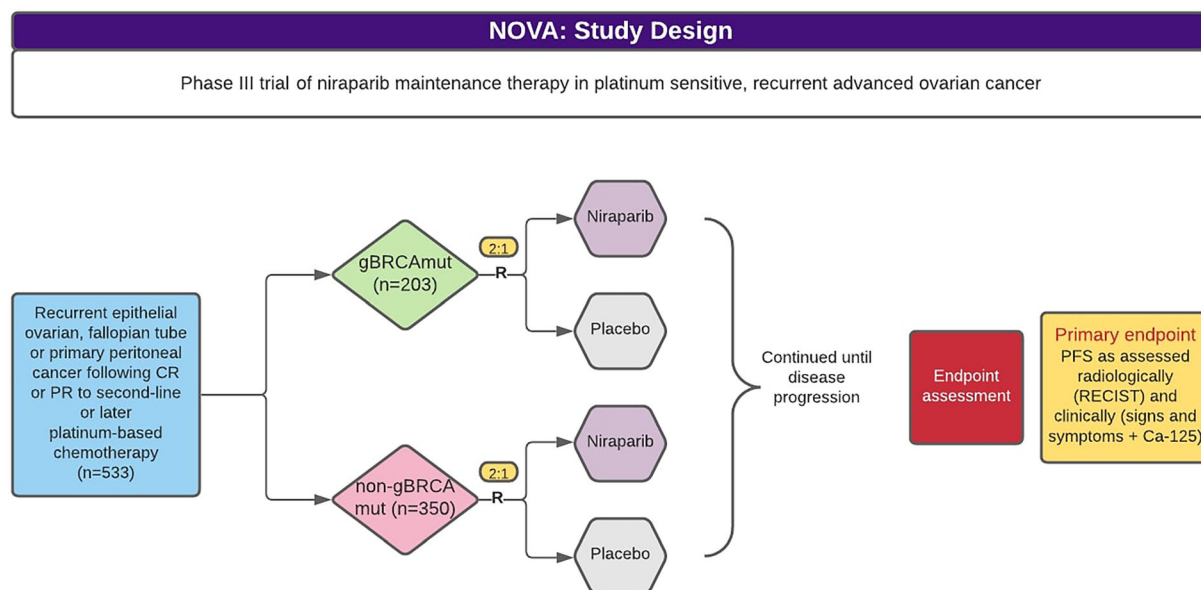 NOVA: Study Design
Phase III trial of niraparib maintenance therapy in platinum sensitive, recurrent advanced ovarian cancer
Recurrent epithelial
ovarian, fallopian tube
or primary peritoneal
cancer following CR
or PR to second-line
or later
platinum-based
chemotherapy
(n=533)
gBRCAmut
(n=203)
2:1
R
Niraparib
Placebo
non-gBRCA
mut (n=350)
2:1
R
Niraparib
Placebo
Continued until
disease
progression
Endpoint
assessment
Primary endpoint
PFS as assessed
radiologically
(RECIST) and
clinically (signs and
symptoms + Ca-125)